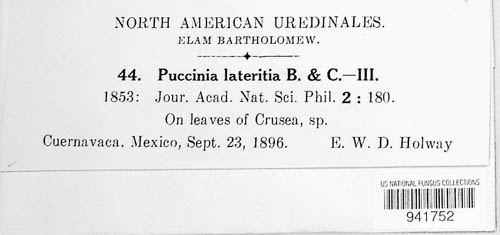 NORTH AMERICAN UREDINALES.
ELAM BARTHOLOMEW.
44. Puccinia lateritia B. & C.—III.
1853: Jour. Acad. Nat. Sci. Phil. 2 : 180.
On leaves of Crusea, sp.
Cuernavaca, Mexico, Sept. 23, 1896. E. W. D. Holway
US NATIONAL FUNGUS COLLECTIONS
941752